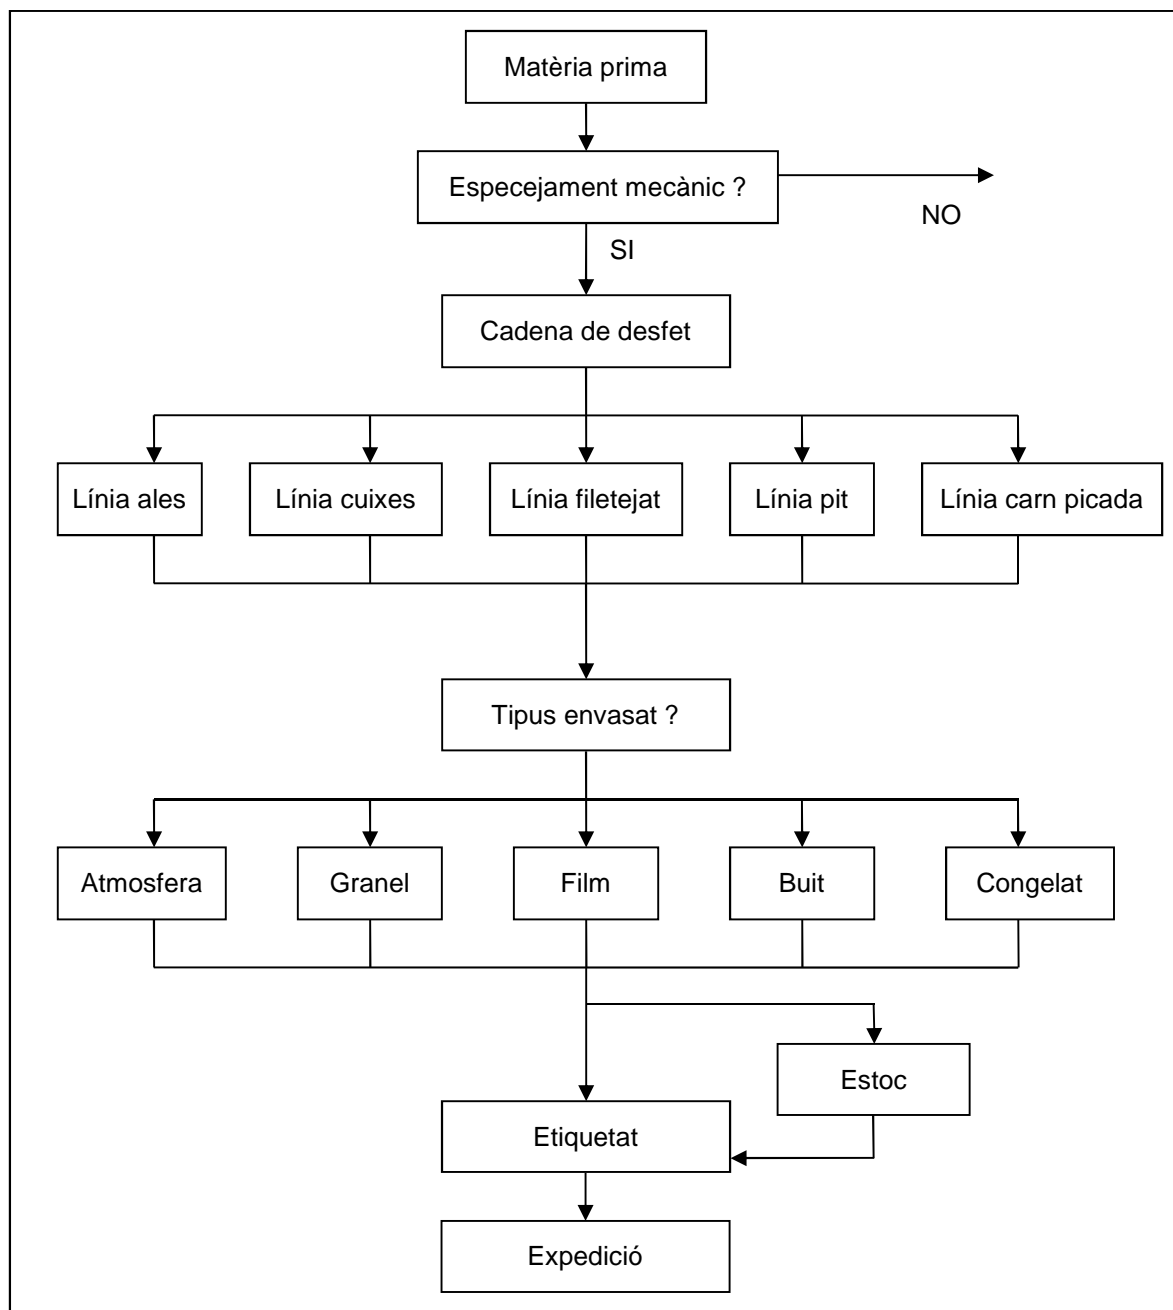 Matèria prima
Especejament mecànic ?
NO
SI
Cadena de desfet
Línia ales
Línia cuixes
Línia filetejat
Línia pit
Línia carn picada
Tipus envasat ?
Atmosfera
Granel
Film
Buit
Congelat
Estoc
Etiquetat
Expedició